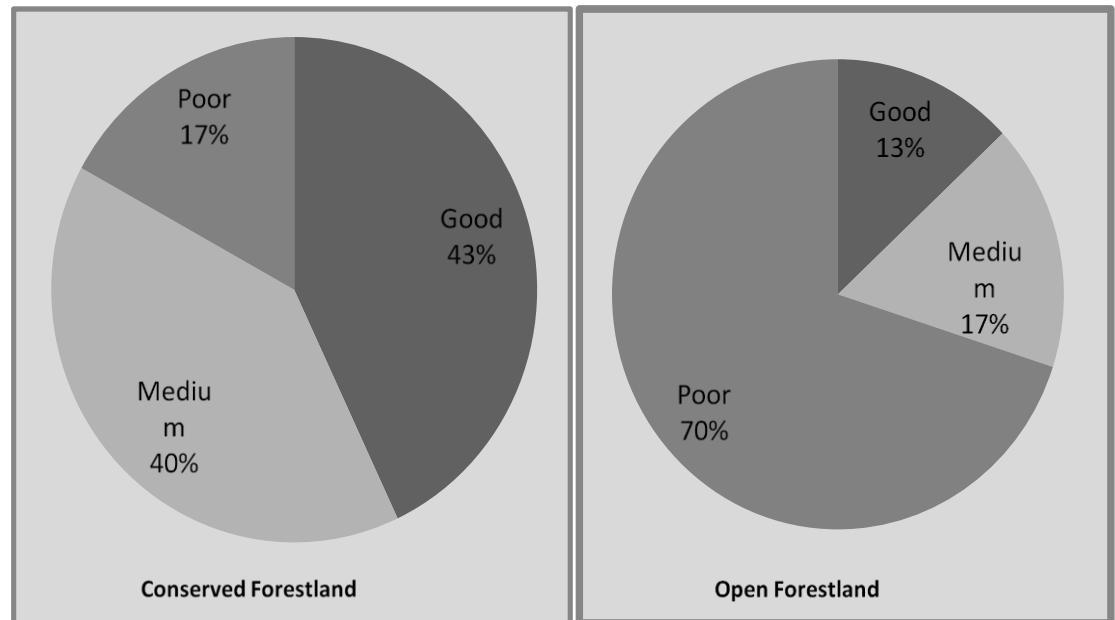 Poor
17%
Good
43%
Mediu
m
40%
Conserved Forestland
Good
13%
Mediu
m
17%
Poor
70%
Open Forestland